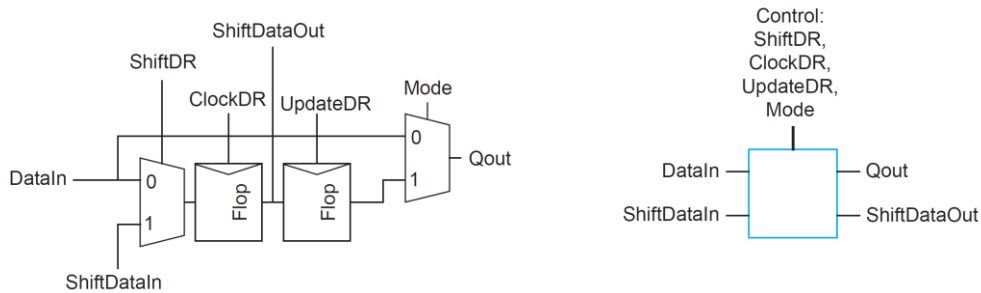 ShiftDataOut
ShiftDR
ClockDR
UpdateDR
Mode
0
Qout
DataIn
0
1
1
Flop
Flop
ShiftDataIn
Control:
ShiftDR,
ClockDR,
UpdateDR,
Mode
DataIn
Qout
ShiftDataIn
ShiftDataOut